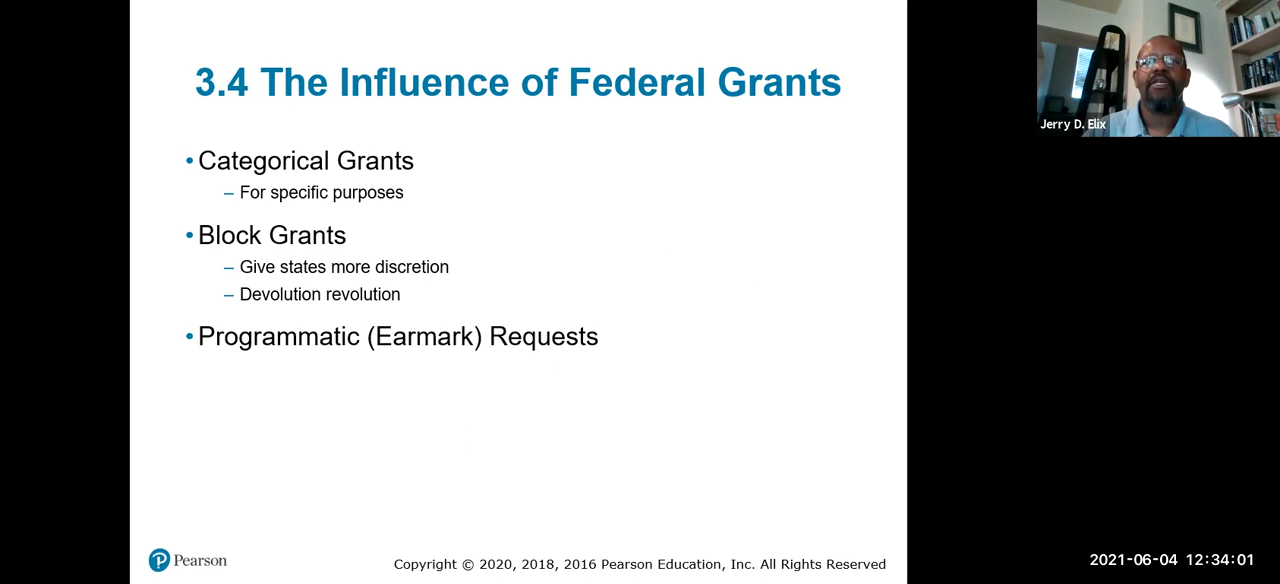 3.4 The Influence of Federal Grants
• Categorical Grants
– For specific purposes
• Block Grants
– Give states more discretion
– Devolution revolution
• Programmatic (Earmark) Requests
Pearson
Copyright © 2020, 2018, 2016 Pearson Education, Inc. All Rights Reserved
Jerry D. Elix
2021-06-04 12:34:01